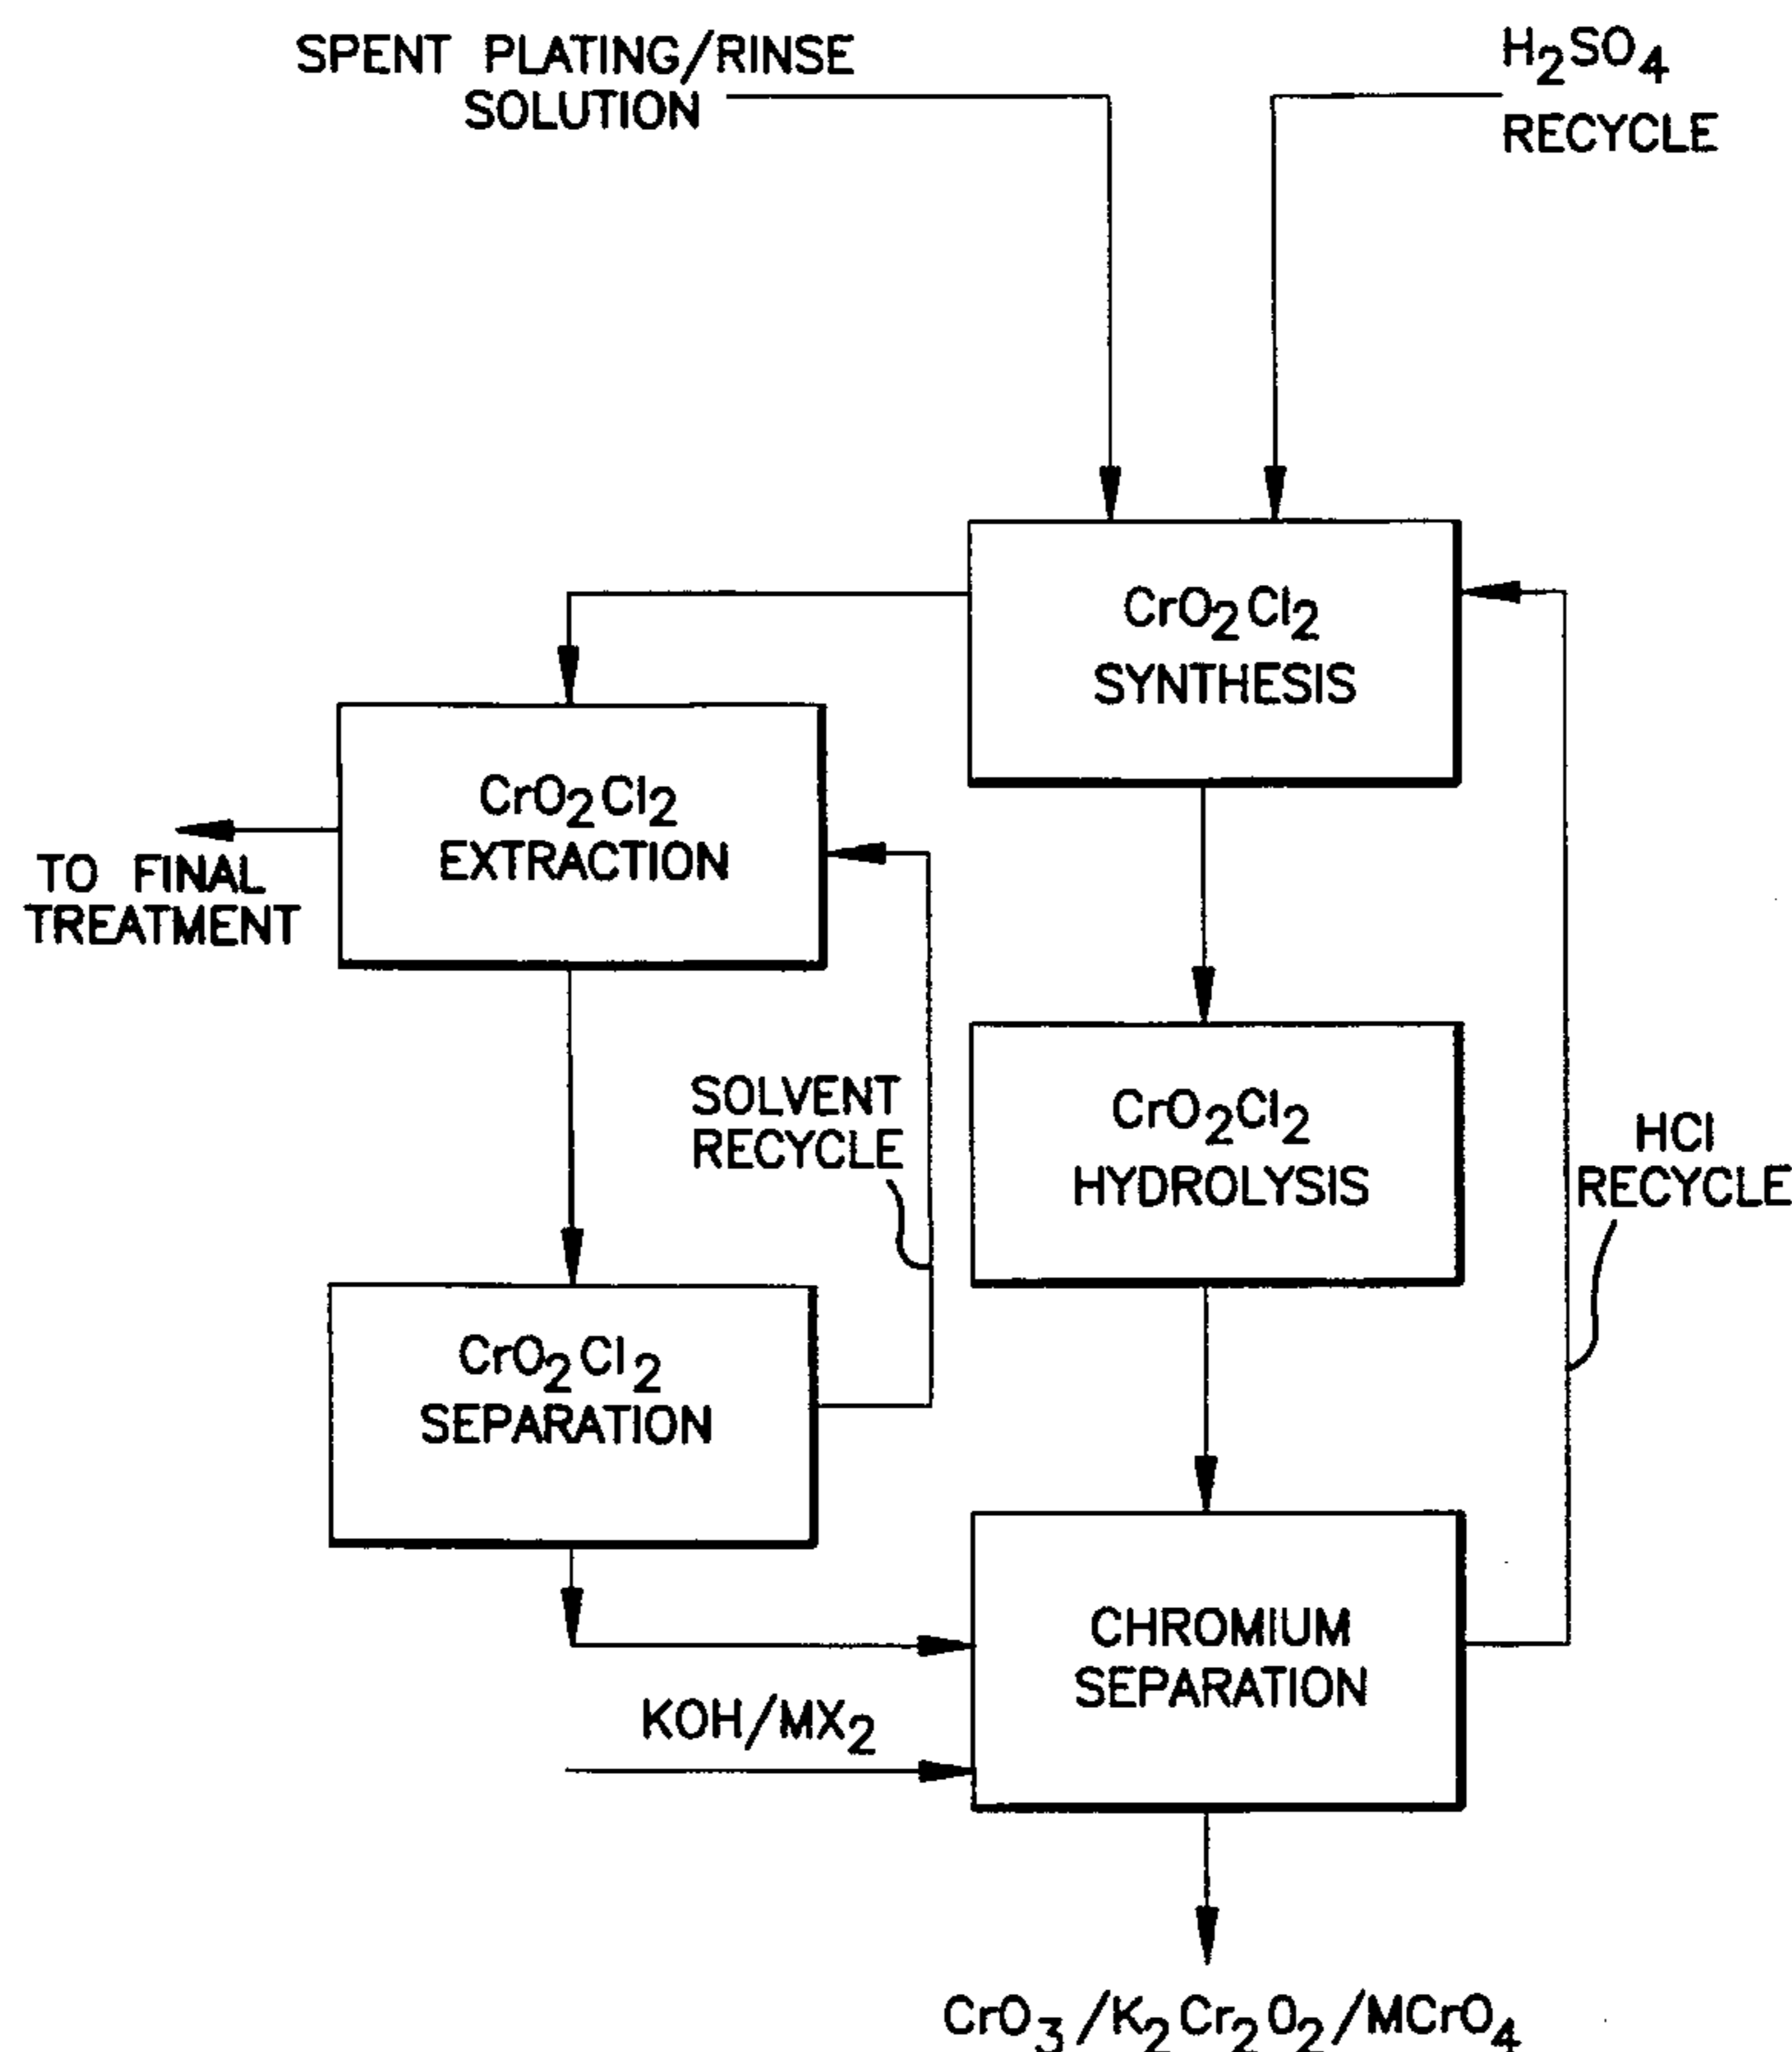 SPENT PLATING/RINSE
SOLUTION
H₂SO₄
RECYCLE
CrO₂Cl₂
SYNTHESIS
CrO₂Cl₂
EXTRACTION
TO FINAL
TREATMENT
SOLVENT
RECYCLE
CrO₂Cl₂
HYDROLYSIS
HCl
RECYCLE
CrO₂Cl₂
SEPARATION
CHROMIUM
SEPARATION
KOH/MX₂
CrO₃/K₂Cr₂O₂/MCrO₄